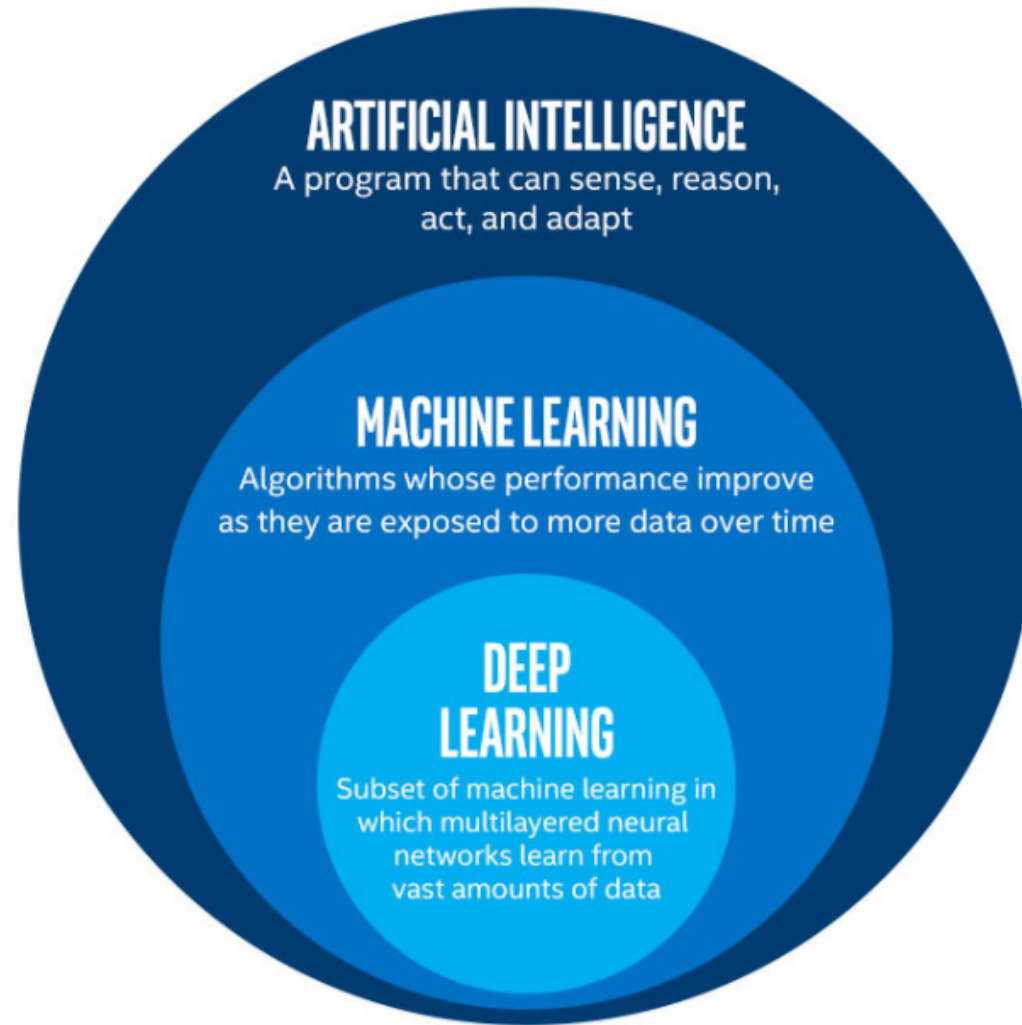 ARTIFICIAL INTELLIGENCE
A program that can sense, reason,
act, and adapt
MACHINE LEARNING
Algorithms whose performance improve
as they are exposed to more data over time
DEEP
LEARNING
Subset of machine learning in
which multilayered neural
networks learn from
vast amounts of data